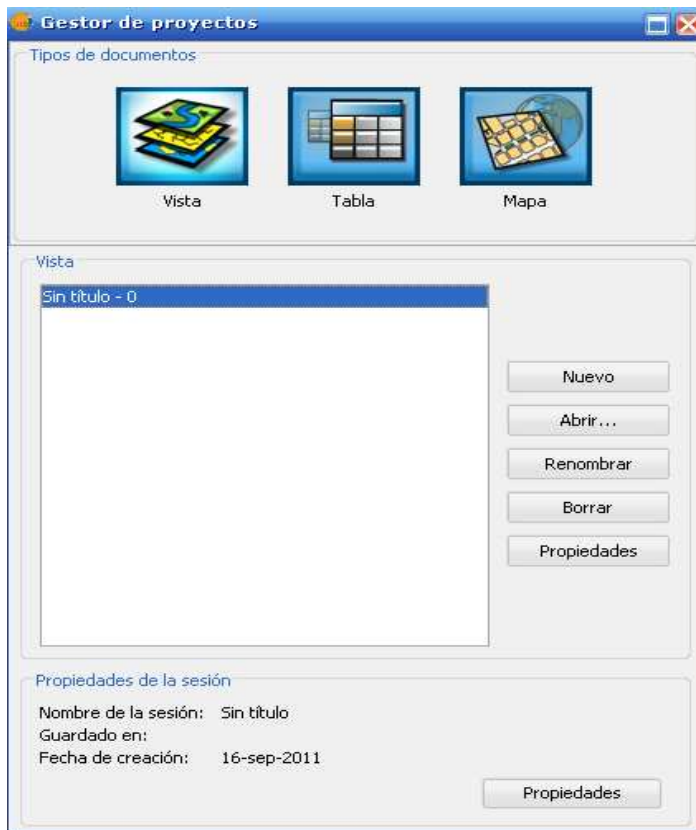 Gestor de proyectos
Tipos de documentos
Vista
Tabla
Mapa
Vista
Sin título - 0
Nuevo
Abrir...
Renombrar
Borrar
Propiedades
Propiedades de la sesión
Nombre de la sesión: Sin título
Guardado en:
Fecha de creación: 16-sep-2011
Propiedades